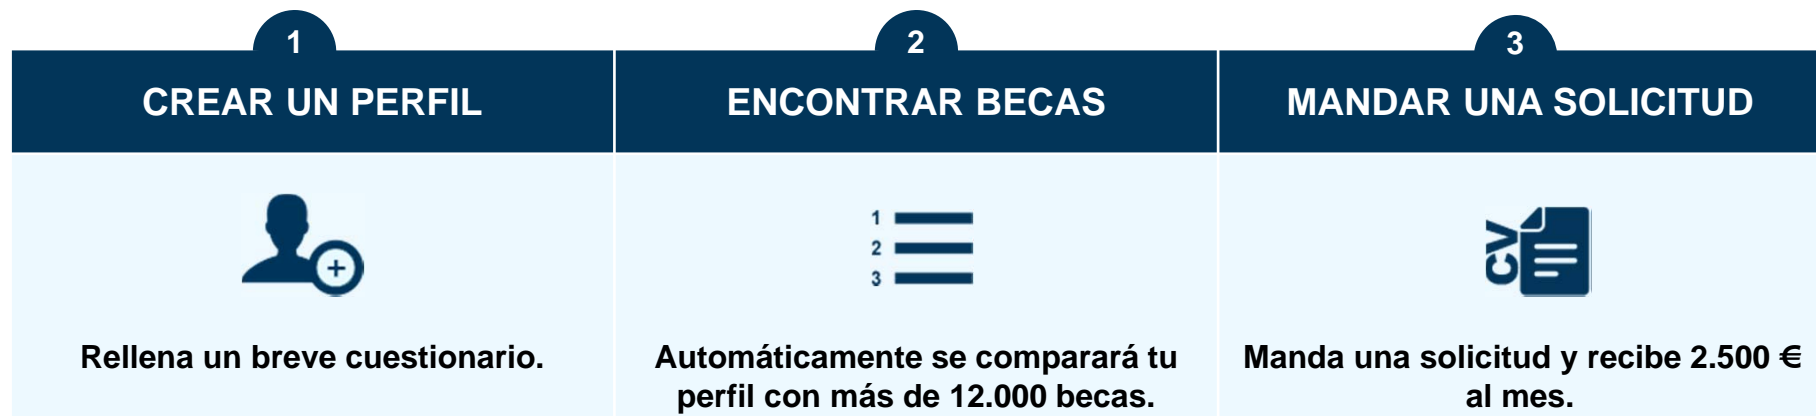 1
CREAR UN PERFIL
Rellena un breve cuestionario.
2
ENCONTRAR BECAS
1
2
3
Automáticamente se comparará tu
perfil con más de 12.000 becas.
3
MANDAR UNA SOLICITUD
CV
Manda una solicitud y recibe 2.500 €
al mes.